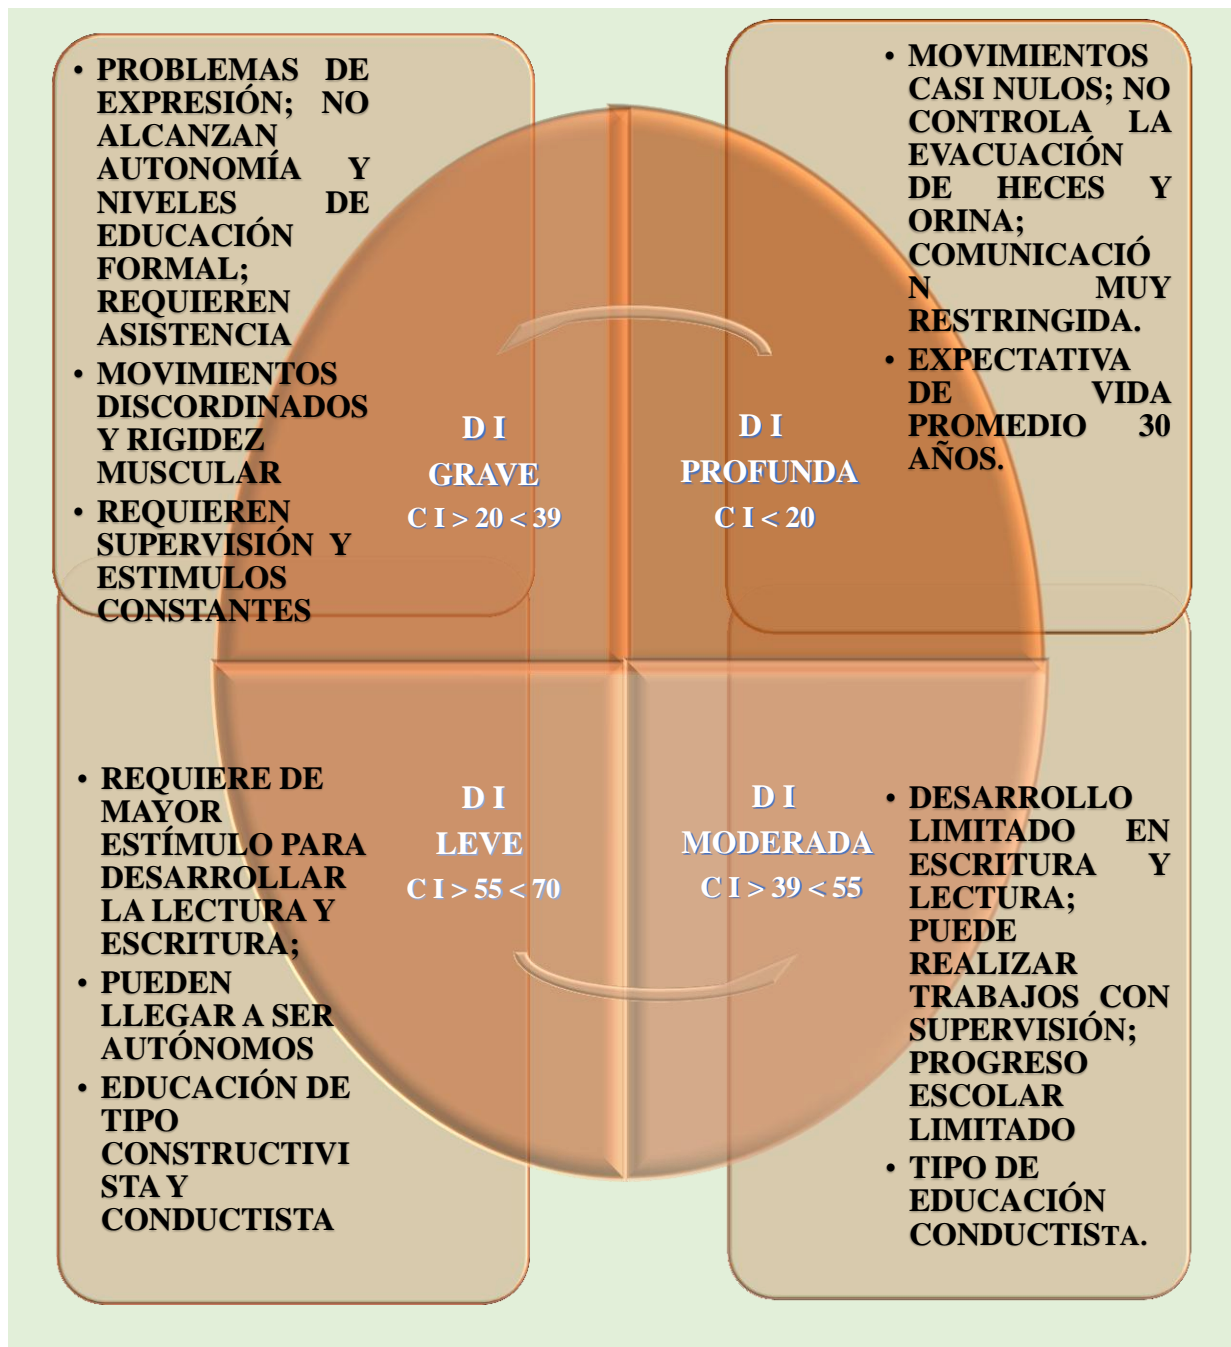 • PROBLEMAS DE
EXPRESIÓN; NO
ALCANZAN
AUTONOMÍA Y
NIVELES DE
EDUCACIÓN
FORMAL;
REQUIEREN
ASISTENCIA
• MOVIMIENTOS
DISCORDINADOS
Y RIGIDEZ
MUSCULAR
• REQUIEREN
SUPERVISIÓN Y
ESTIMULOS
CONSTANTES
• MOVIMIENTOS
CASI NULOS; NO
CONTROLA LA
EVACUACIÓN
DE HECES Y
ORINA;
COMUNICACIÓ
N MUY
RESTRINGIDA.
• EXPECTATIVA
DE VIDA
PROMEDIO 30
AÑOS.
D I
GRAVE
C I > 20 < 39
D I
PROFUNDA
C I < 20
D I
LEVE
C I > 55 < 70
D I
MODERADA
C I > 39 < 55
• REQUIERE DE
MAYOR
ESTÍMULO PARA
DESARROLLAR
LA LECTURA Y
ESCRITURA;
• PUEDEN
LLEGAR A SER
AUTÓNOMOS
• EDUCACIÓN DE
TIPO
CONSTRUCTIVI
STA Y
CONDUCTISTA
• DESARROLLO
LIMITADO EN
ESCRITURA Y
LECTURA;
PUEDE
REALIZAR
TRABAJOS CON
SUPERVISIÓN;
PROGRESO
ESCOLAR
LIMITADO
• TIPO DE
EDUCACIÓN
CONDUCTISTA.